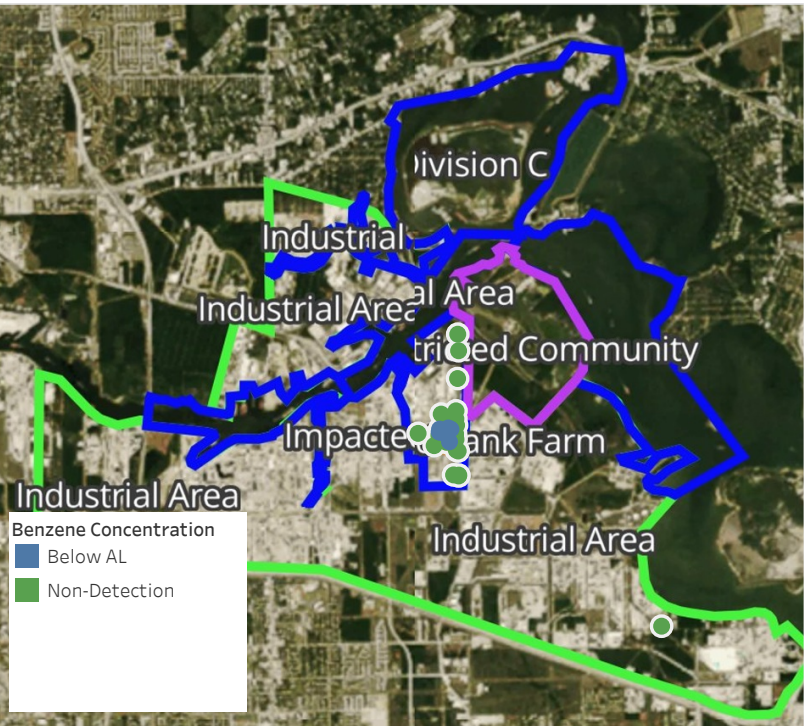 Division C
Industrial
al Area
Industrial Area
tricted Community
Impacte
ank Farm
Industrial Area
Benzene Concentration
Below AL
Non-Detection
Industrial Area